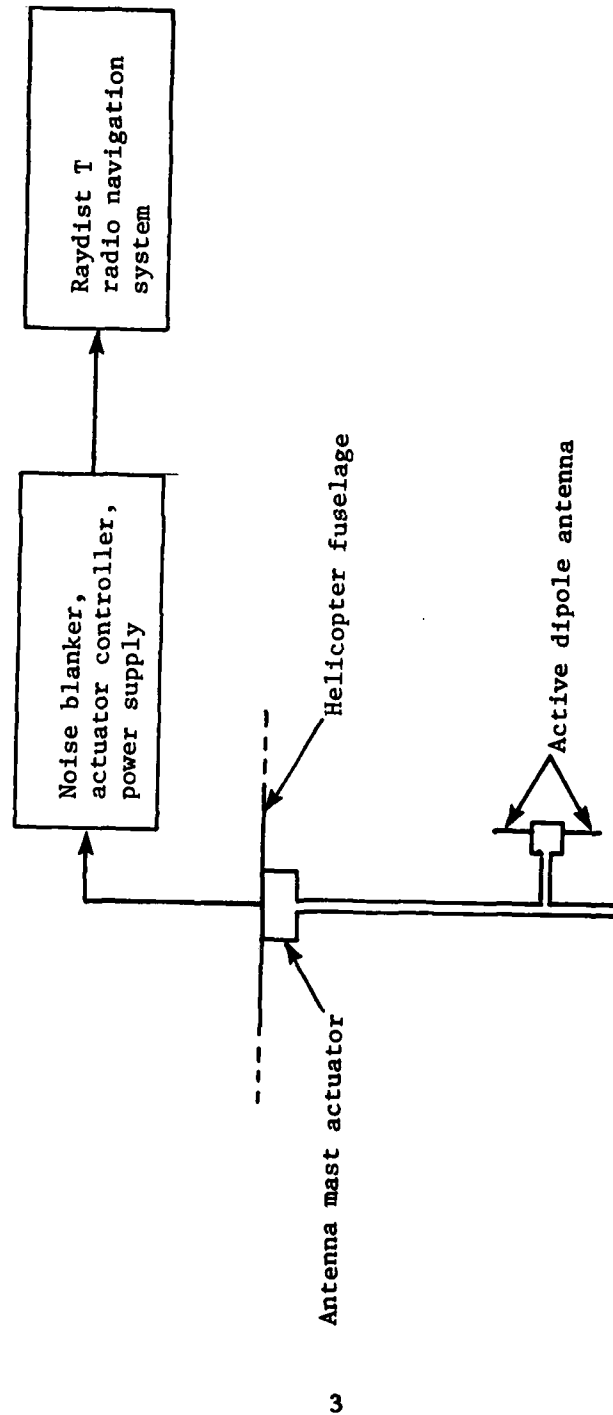 Raydist T
radio navigation
system
Noise blanker,
actuator controller,
power supply
Helicopter fuselage
Antenna mast actuator
Active dipole antenna
3